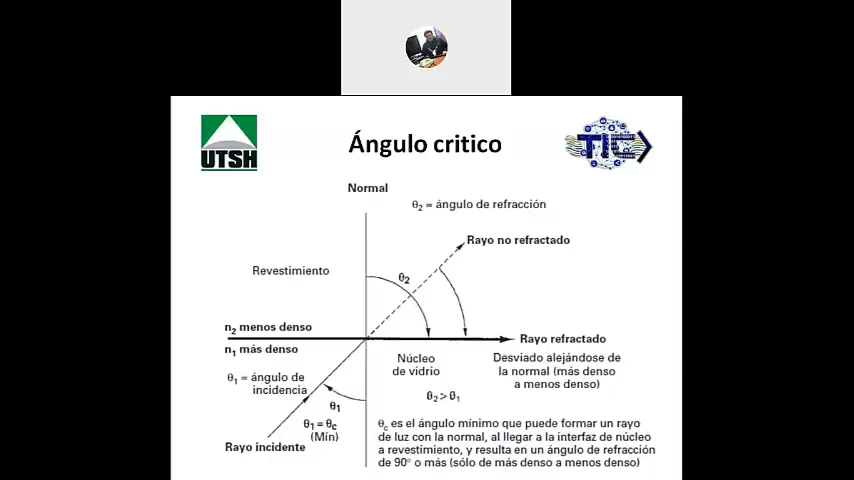 UTSH
Ángulo critico
TIC
Normal
θ2 = ángulo de refracción
Rayo no refractado
Revestimiento
θ2
n2 menos denso
Rayo refractado
n1 más denso
Núcleo
de vidrio
Desviado alejándose de
la normal (más denso
a menos denso)
θ1 = ángulo de
incidencia
θ2 > θ1
θ1
θ1 = θc
(Mín)
Rayo incidente
θc es el ángulo mínimo que puede formar un rayo
de luz con la normal, al llegar a la interfaz de núcleo
a revestimiento, y resulta en un ángulo de refracción
de 90° o más (sólo de más denso a menos denso)